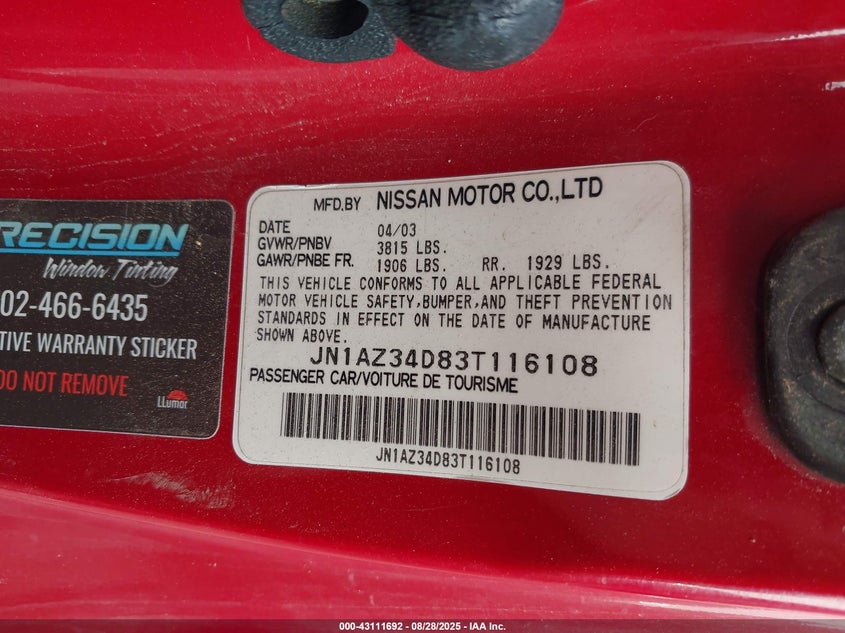 RECISION
Window Tinting
02-466-6435
TIVE WARRANTY STICKER
DO NOT REMOVE
LLumar
MFD.BY NISSAN MOTOR CO.,LTD
DATE 04/03
GVWR/PNBV 3815 LBS.
GAWR/PNBE FR. 1906 LBS. RR. 1929 LBS.
THIS VEHICLE CONFORMS TO ALL APPLICABLE FEDERAL
MOTOR VEHICLE SAFETY,BUMPER,AND THEFT PREVENTION
STANDARDS IN EFFECT ON THE DATE OF MANUFACTURE
SHOWN ABOVE.
JN1AZ34D83T116108
PASSENGER CAR/VOITURE DE TOURISME
JN1AZ34D83T116108
000-43111692 - 08/28/2025 - IAA Inc.